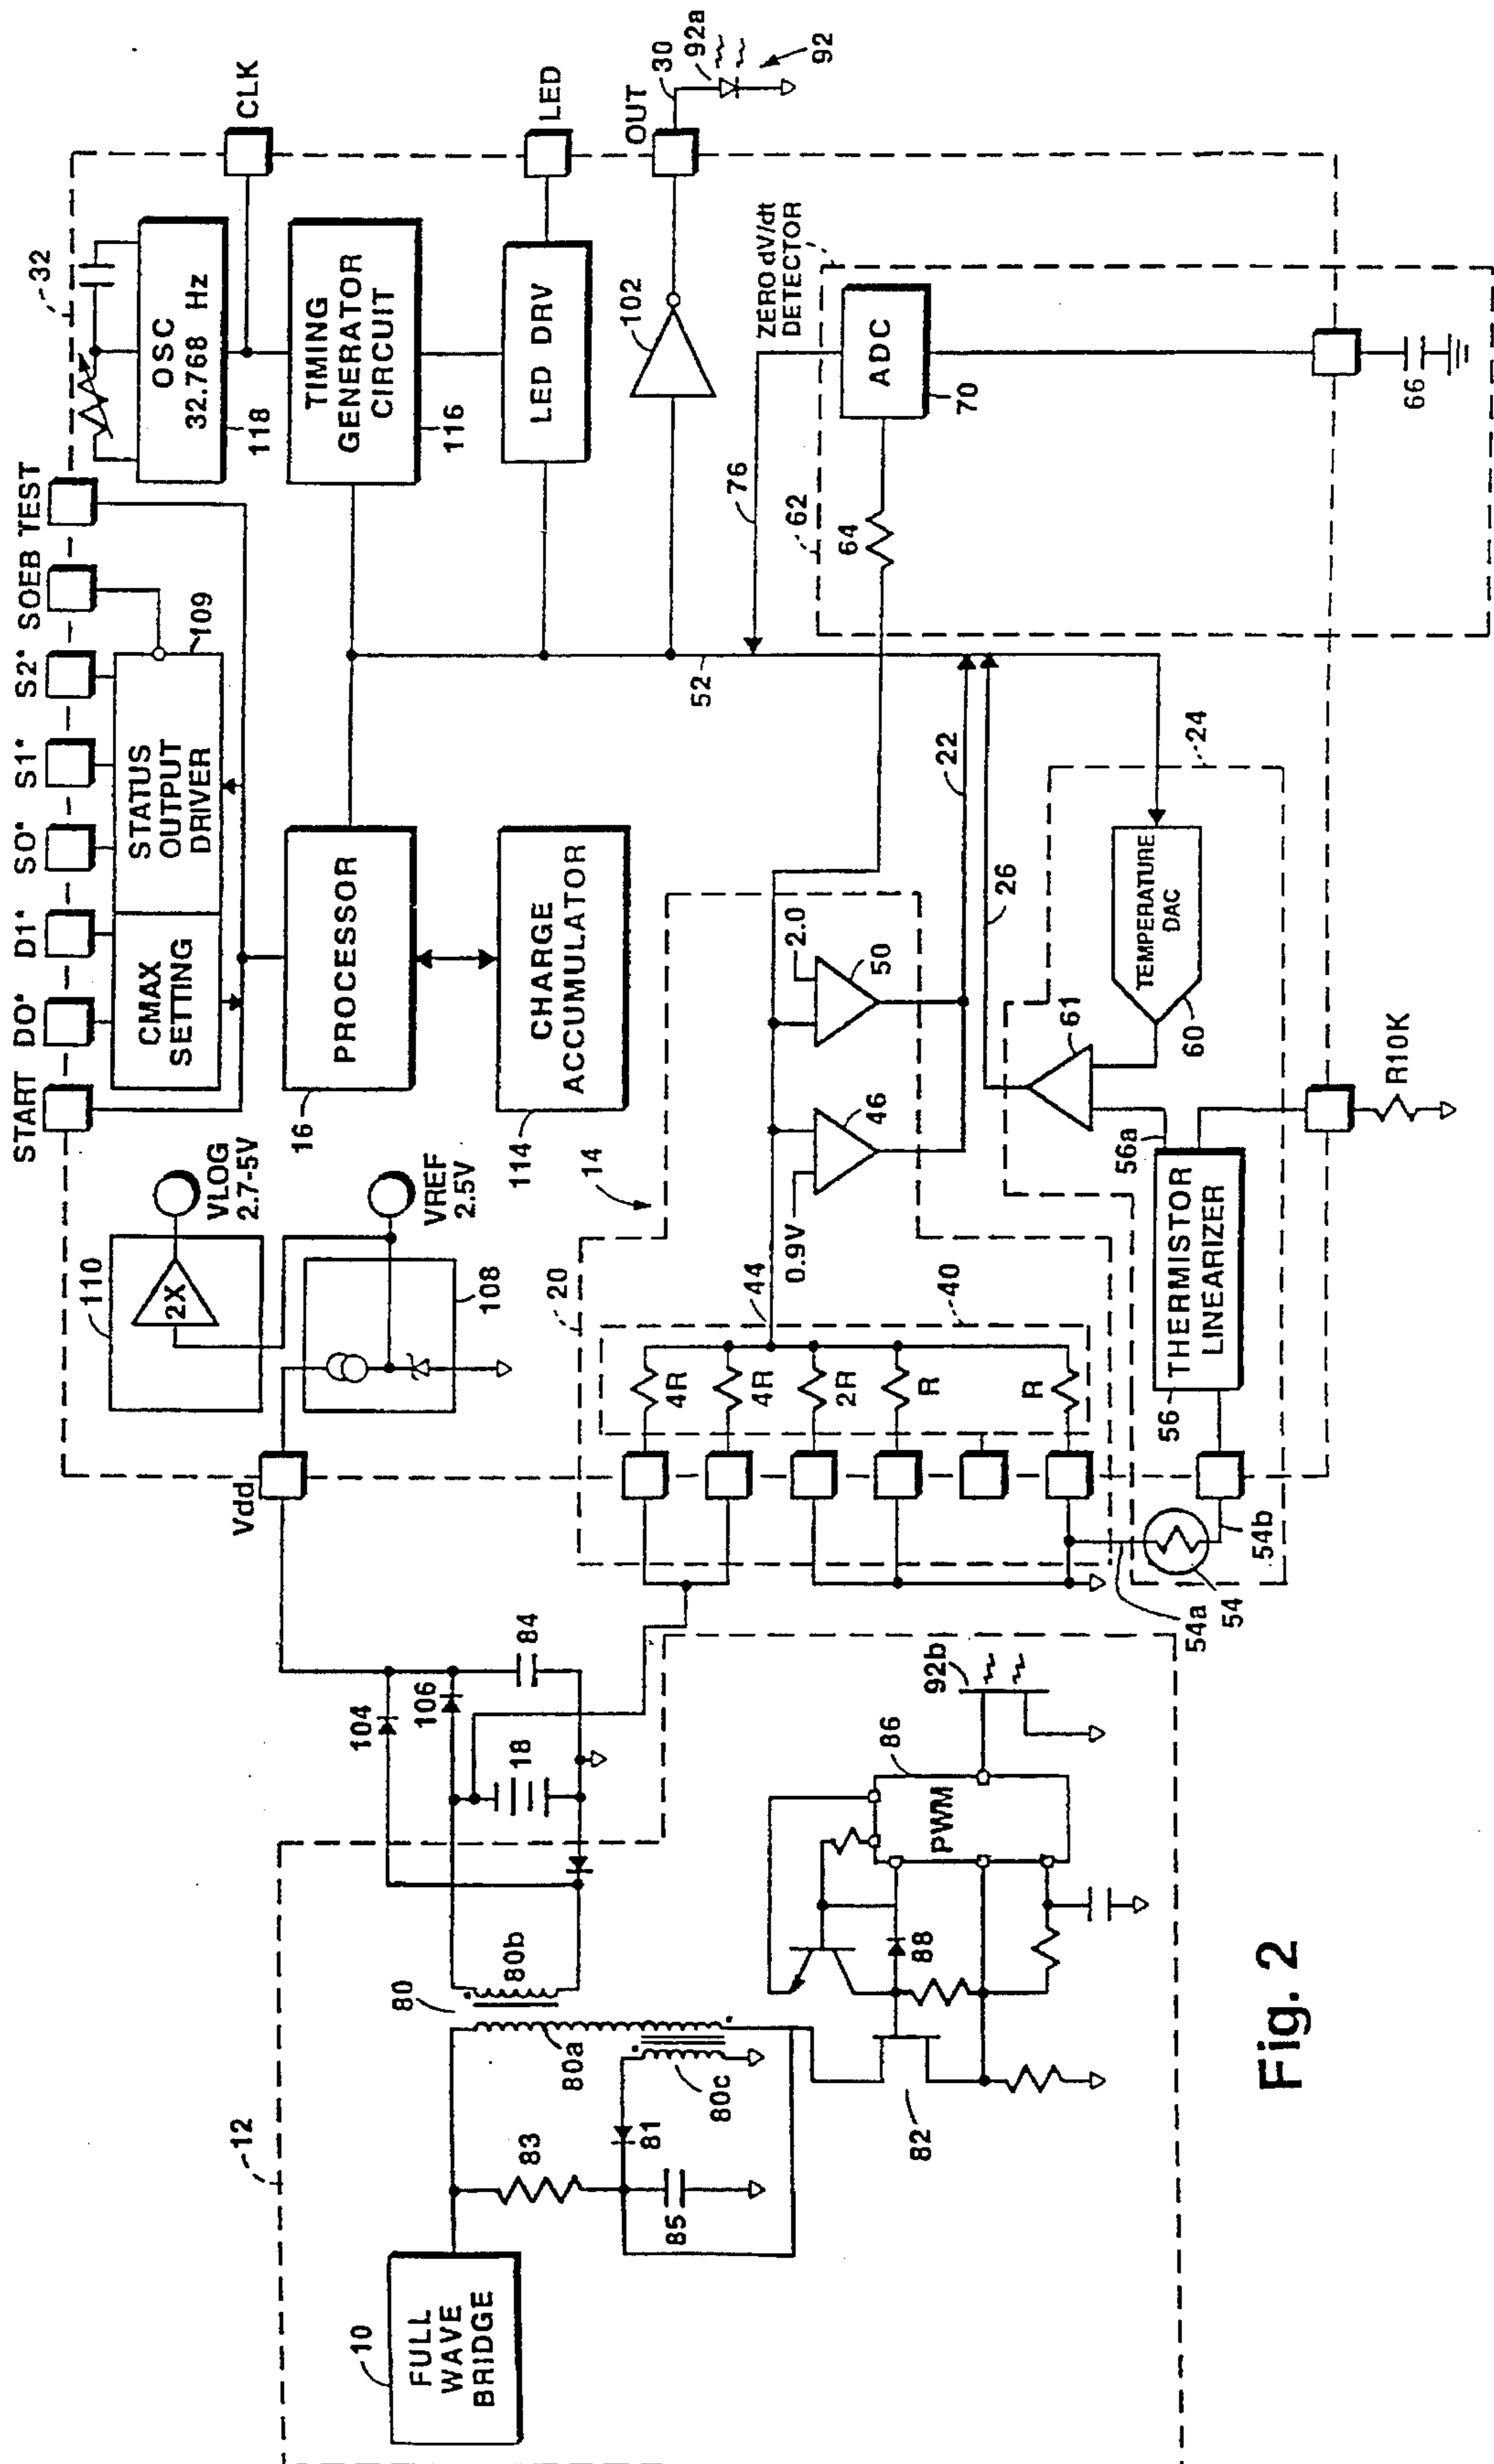 START
DO*
D1*
SO*
S1*
S2*
SOEB
TEST
32
CLK
LED
OUT
30
92a
92
OSC
32.768 Hz
118
TIMING
GENERATOR
CIRCUIT
116
LED DRV
102
CMAX
SETTING
STATUS
OUTPUT
DRIVER
109
PROCESSOR
16
CHARGE
ACCUMULATOR
114
110
2X
VLOG
2.7-5V
VREF
2.5V
108
Vdd
14
20
44
40
4R
4R
2R
R
R
0.9V
46
2.0
50
22
26
52
76
62
64
ZERO dV/dt
DETECTOR
ADC
70
66
24
TEMPERATURE
DAC
60
61
56a
56
THERMISTOR
LINEARIZER
R10K
54a
54
54b
12
10
FULL
WAVE
BRIDGE
83
81
85
80
80a
80b
80c
82
88
86
PWM
92b
104
106
18
84
Fig. 2